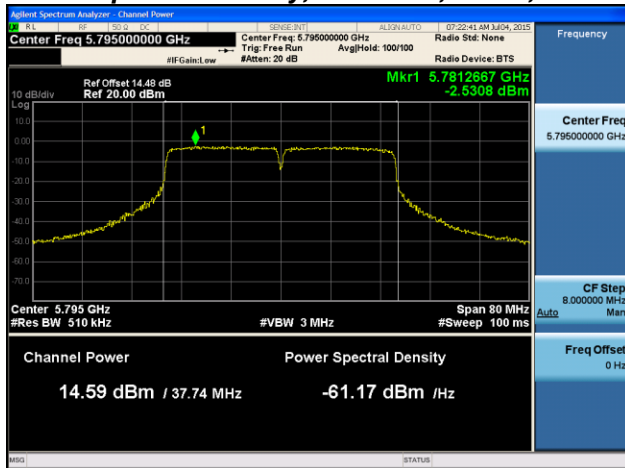 Agilent Spectrum Analyzer - Channel Power
RL RF 50 Ω DC SENSE:INT ALIGNAUTO 07:22:41 AM Jul 04, 2015
Center Freq 5.795000000 GHz
Center Freq: 5.795000000 GHz Radio Std: None
Trig: Free Run Avg|Hold: 100/100
#IFGain:Low #Atten: 20 dB Radio Device: BTS
Frequency
Mkr1 5.7812667 GHz
-2.5308 dBm
Ref Offset 14.48 dB
10 dB/div Ref 20.00 dBm
Log
10.0
0.00
-10.0
-20.0
-30.0
-40.0
-50.0
-60.0
-70.0
1
Center 5.795 GHz Span 80 MHz
#Res BW 510 kHz #VBW 3 MHz #Sweep 100 ms
Channel Power Power Spectral Density
14.59 dBm / 37.74 MHz -61.17 dBm /Hz
Center Freq
5.795000000 GHz
CF Step
8.000000 MHz
Auto Man
Freq Offset
0 Hz
MSG STATUS